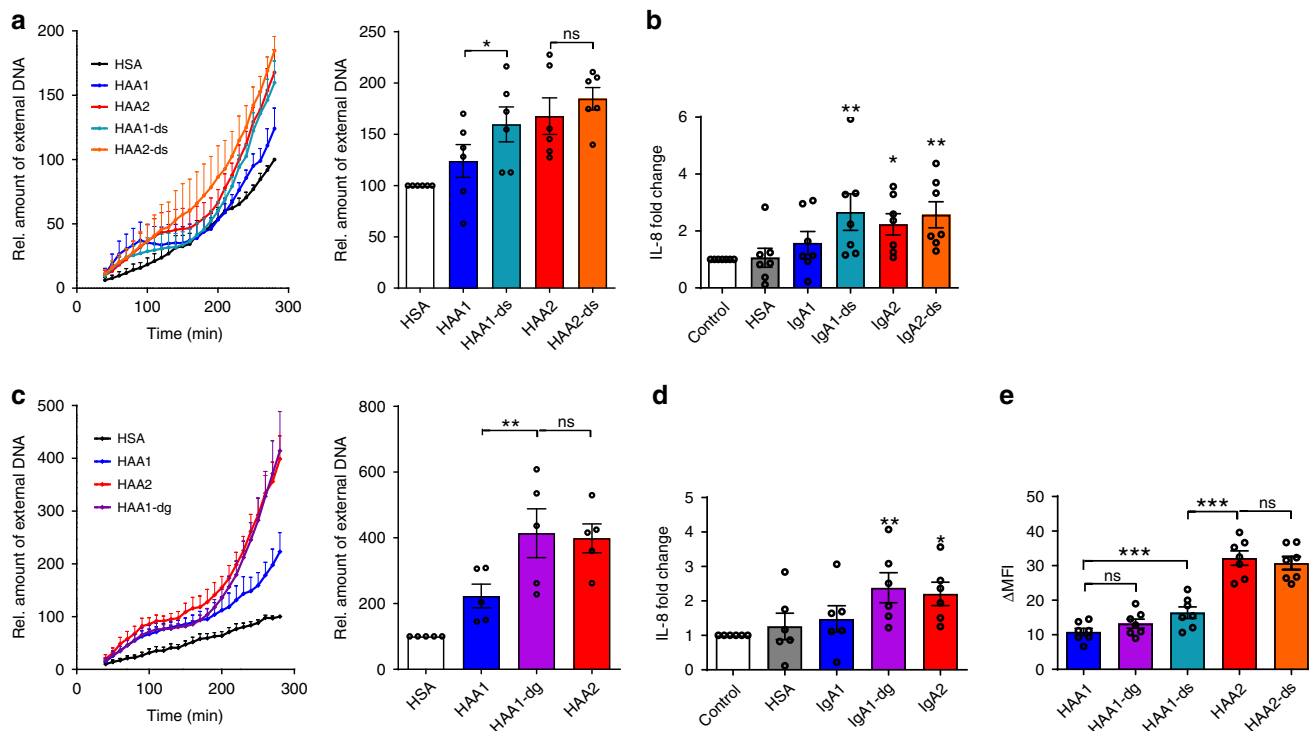 a
Rel. amount of external DNA
200
150
100
50
0
0
100
200
300
Time (min)
HSA
HAA1
HAA2
HAA1-ds
HAA2-ds
Rel. amount of external DNA
250
200
150
100
50
0
*
ns
HSA
HAA1
HAA1-ds
HAA2
HAA2-ds
b
IL-8 fold change
6
4
2
0
**
*
**
Control
HSA
IgA1
IgA1-ds
IgA2
IgA2-ds
c
Rel. amount of external DNA
500
400
300
200
100
0
0
100
200
300
Time (min)
HSA
HAA1
HAA2
HAA1-dg
Rel. amount of external DNA
800
600
400
200
0
**
ns
HSA
HAA1
HAA1-dg
HAA2
d
IL-8 fold change
5
4
3
2
1
0
**
*
Control
HSA
IgA1
IgA1-dg
IgA2
e
ΔMFI
50
40
30
20
10
0
ns
***
***
ns
HAA1
HAA1-dg
HAA1-ds
HAA2
HAA2-ds